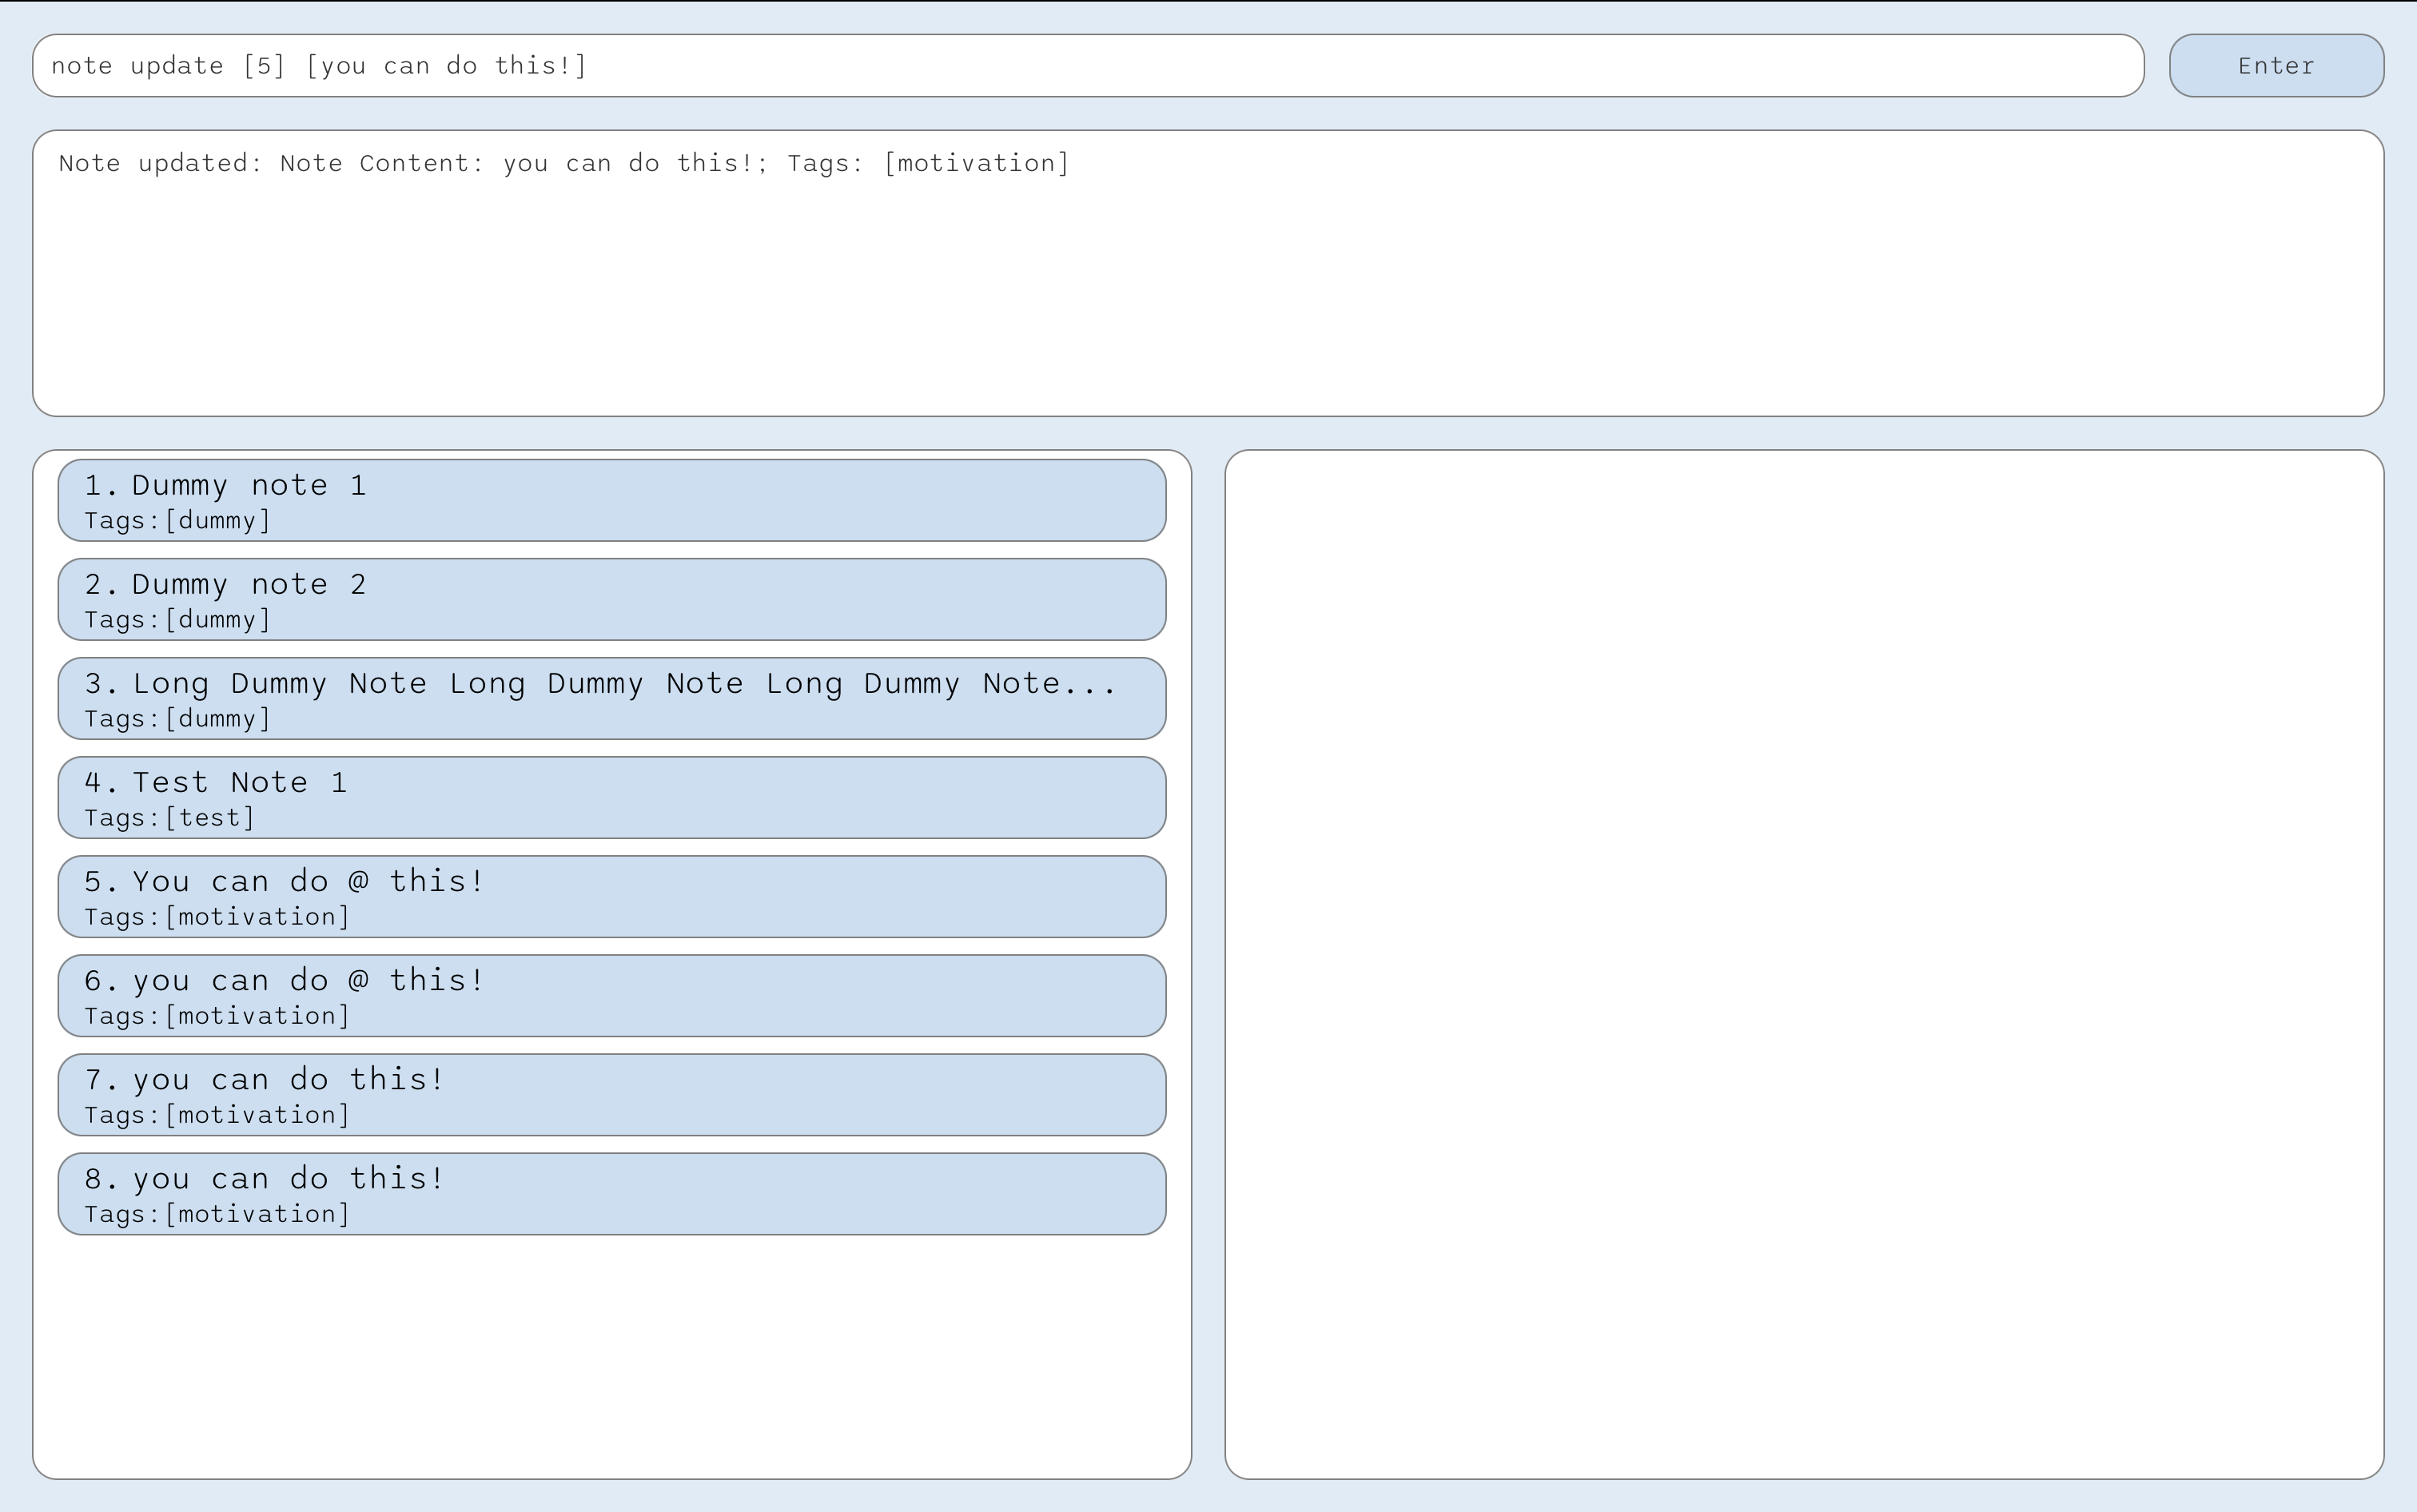 note update [5] [you can do this!]
Enter
Note updated: Note Content: you can do this!; Tags: [motivation]
1. Dummy note 1
Tags:[dummy]
2. Dummy note 2
Tags:[dummy]
3. Long Dummy Note Long Dummy Note Long Dummy Note...
Tags:[dummy]
4. Test Note 1
Tags:[test]
5. You can do @ this!
Tags:[motivation]
6. you can do @ this!
Tags:[motivation]
7. you can do this!
Tags:[motivation]
8. you can do this!
Tags:[motivation]